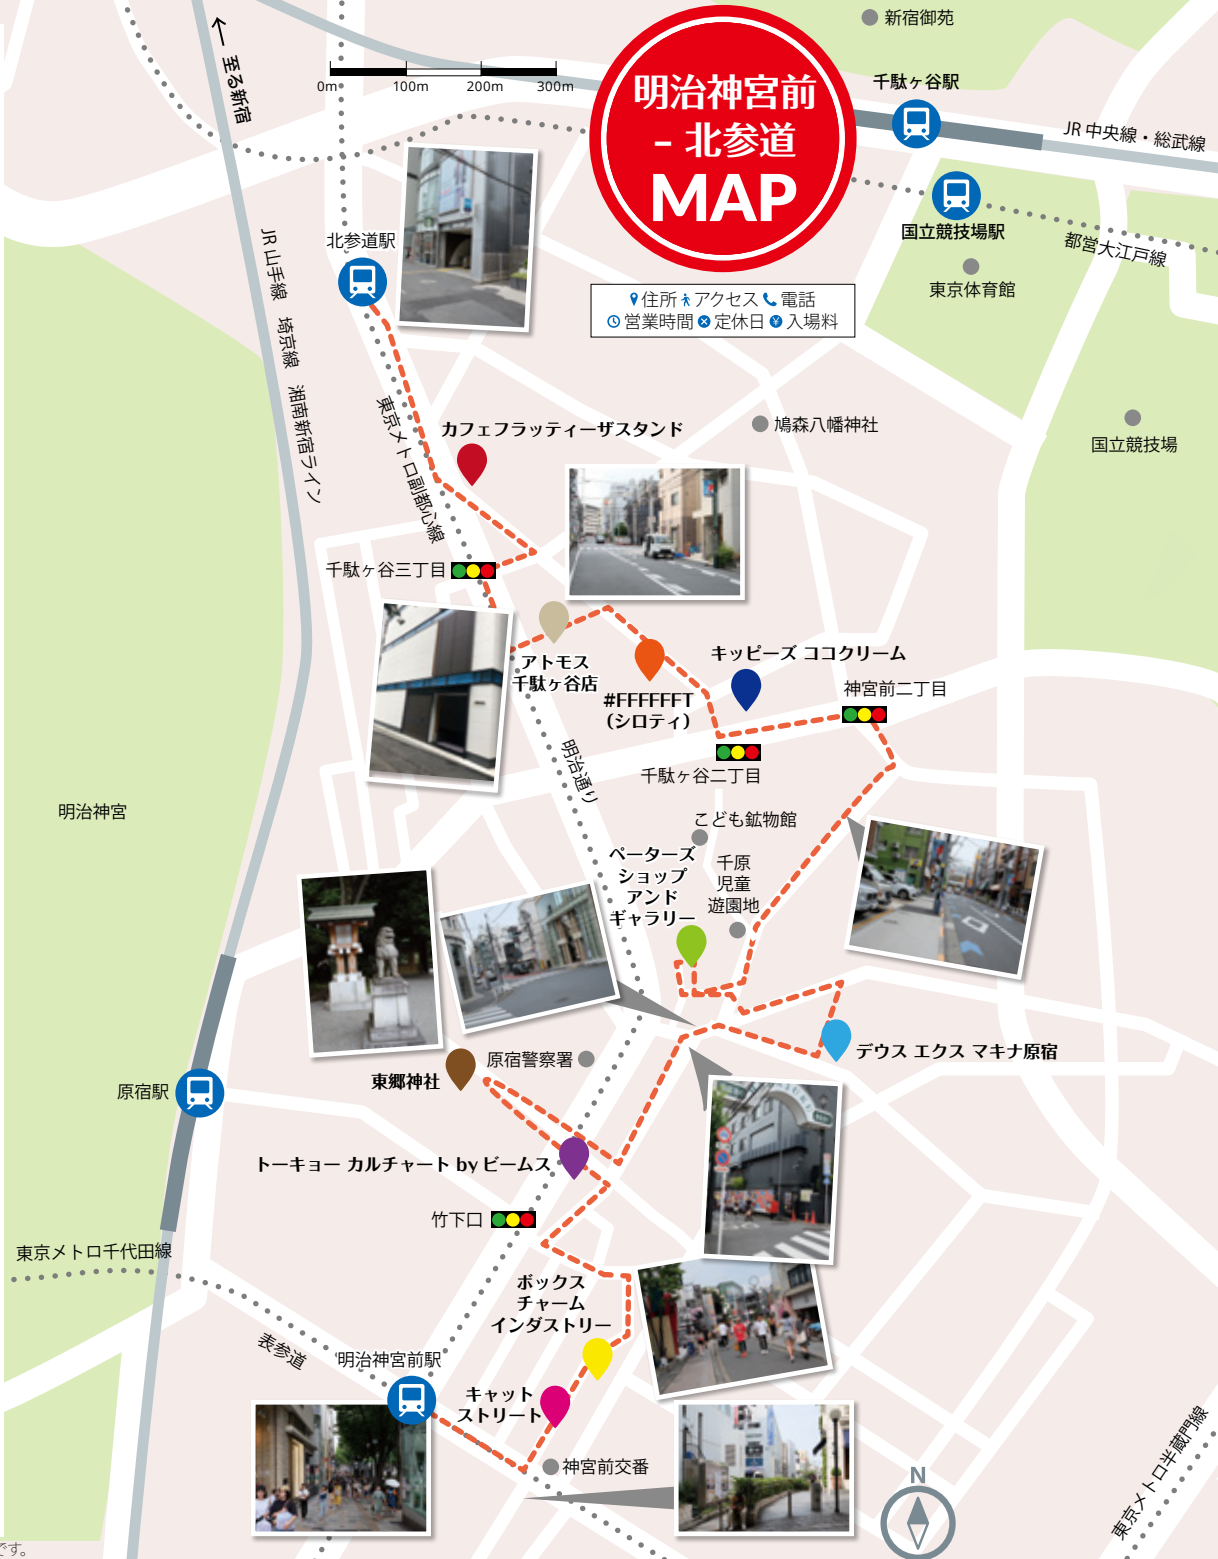 明治神宮前
– 北参道
MAP
新宿御苑
千駄ヶ谷駅
JR 中央線・総武線
← 至る新宿
0m 100m 200m 300m
国立競技場駅
都営大江戸線
東京体育館
北参道駅
住所 アクセス 電話
営業時間 定休日 入場料
JR 山手線 埼京線 湘南新宿ライン
東京メトロ副都心線
カフェフラッティーザスタンド
鳩森八幡神社
国立競技場
千駄ヶ谷三丁目
アトモス
千駄ヶ谷店
#FFFFFFT
(シロティ)
キッピーズ ココクリーム
神宮前二丁目
千駄ヶ谷二丁目
明治通り
明治神宮
こども鉱物館
ペーターズ
ショップ
アンド
ギャラリー
千原
児童
遊園地
デウス エクス マキナ原宿
原宿警察署
東郷神社
原宿駅
トーキョー カルチャート by ビームス
竹下口
東京メトロ千代田線
ボックス
チャーム
インダストリー
表参道
明治神宮前駅
キャット
ストリート
神宮前交番
東京メトロ半蔵門線
N
です。